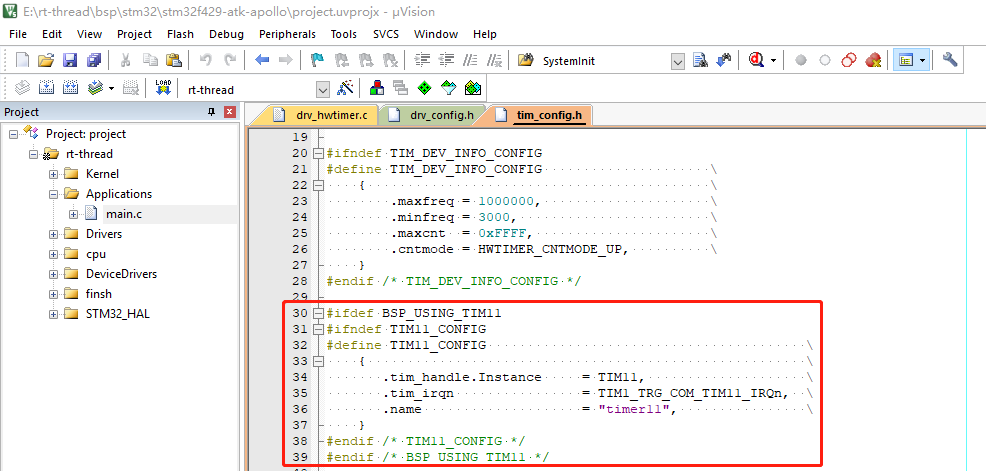 E:\rt-thread\bsp\stm32\stm32f429-atk-apollo\project.uvprojx - µVision
File Edit View Project Flash Debug Peripherals Tools SVCS Window Help
SystemInit
LOAD rt-thread
Project
drv_hwtimer.c drv_config.h tim_config.h
Project: project
rt-thread
Kernel
Applications
main.c
Drivers
cpu
DeviceDrivers
finsh
STM32_HAL
19
20 #ifndef TIM_DEV_INFO_CONFIG
21 #define TIM_DEV_INFO_CONFIG \
22 { \
23 .maxfreq = 1000000, \
24 .minfreq = 3000, \
25 .maxcnt = 0xFFFF, \
26 .cntmode = HWTIMER_CNTMODE_UP, \
27 }
28 #endif /* TIM_DEV_INFO_CONFIG */
29
30 #ifdef BSP_USING_TIM11
31 #ifndef TIM11_CONFIG
32 #define TIM11_CONFIG \
33 { \
34 .tim_handle.Instance = TIM11, \
35 .tim_irqn = TIM1_TRG_COM_TIM11_IRQn, \
36 .name = "timer11", \
37 }
38 #endif /* TIM11_CONFIG */
39 #endif /* BSP_USING_TIM11 */